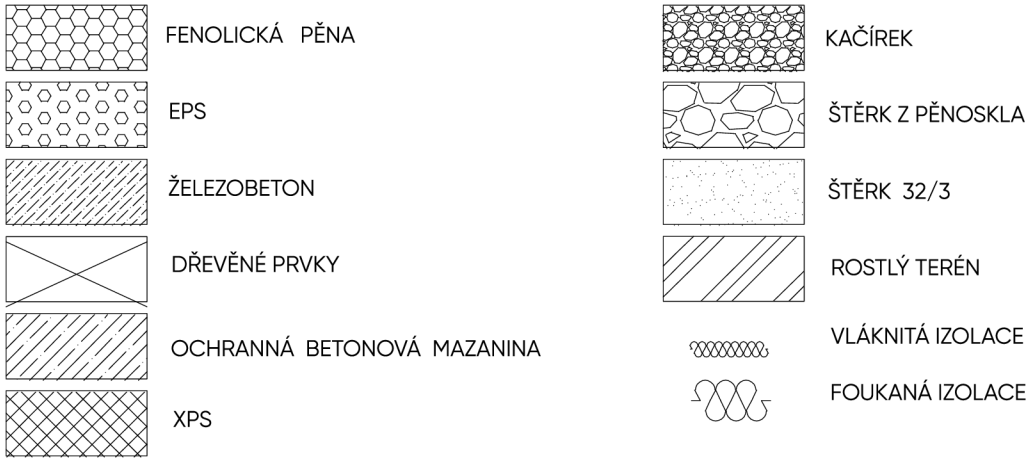 FENOLICKÁ PĚNA
EPS
ŽELEZOBETON
DŘEVĚNÉ PRVKY
OCHRANNÁ BETONOVÁ MAZANINA
XPS
KAČÍREK
ŠTĚRK Z PĚNOSKLA
ŠTĚRK 32/3
ROSTLÝ TERÉN
VLÁKNITÁ IZOLACE
FOUKANÁ IZOLACE